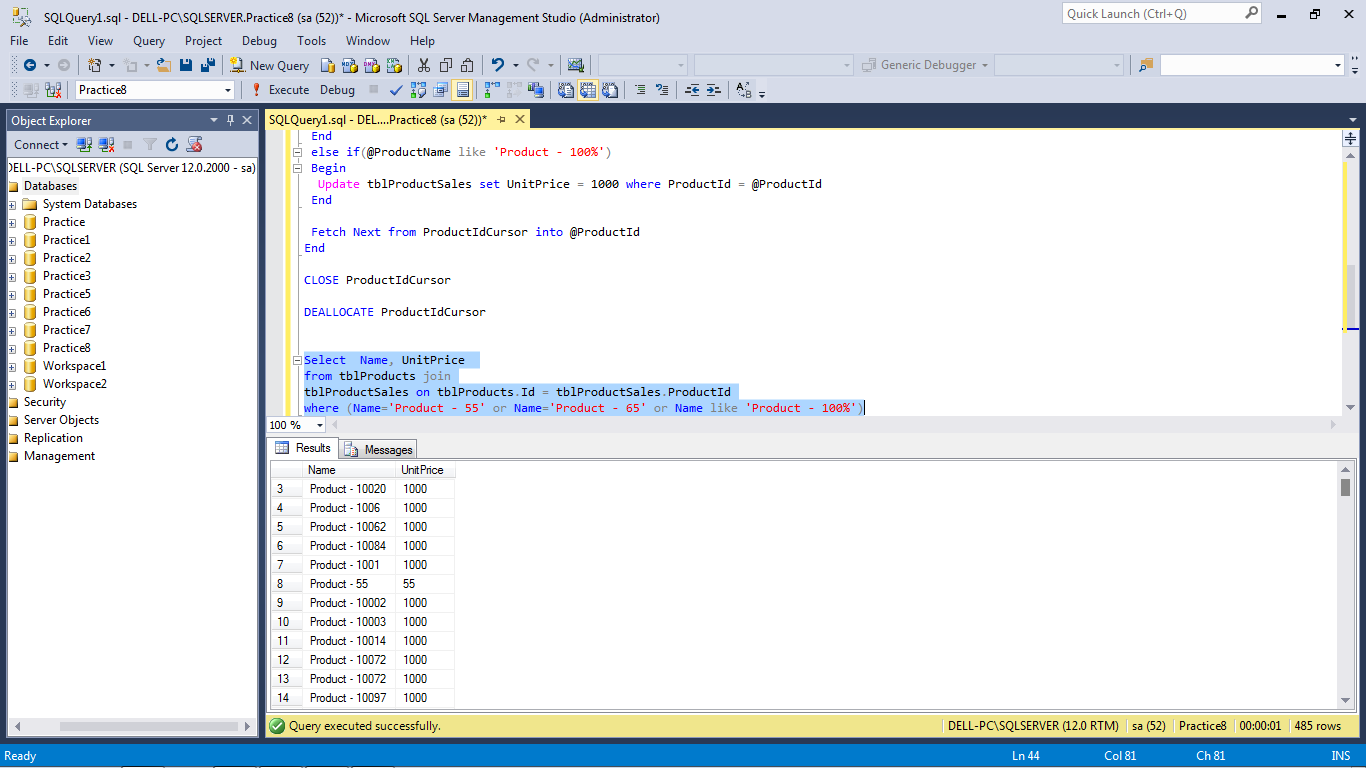 SQLQuery1.sql - DELL-PC\SQLSERVER.Practice8 (sa (52))* - Microsoft SQL Server Management Studio (Administrator)
Quick Launch (Ctrl+Q)
File Edit View Query Project Debug Tools Window Help
New Query
Generic Debugger
Practice8 Execute Debug
Object Explorer
Connect
DELL-PC\SQLSERVER (SQL Server 12.0.2000 - sa)
Databases
System Databases
Practice
Practice1
Practice2
Practice3
Practice5
Practice6
Practice7
Practice8
Workspace1
Workspace2
Security
Server Objects
Replication
Management
SQLQuery1.sql - DEL....Practice8 (sa (52))*
End
else if(@ProductName like 'Product - 100%')
Begin
Update tblProductSales set UnitPrice = 1000 where ProductId = @ProductId
End
Fetch Next from ProductIdCursor into @ProductId
End
CLOSE ProductIdCursor
DEALLOCATE ProductIdCursor
Select  Name, UnitPrice
from tblProducts join
tblProductSales on tblProducts.Id = tblProductSales.ProductId
where (Name='Product - 55' or Name='Product - 65' or Name like 'Product - 100%')
100 %
Results Messages
Name UnitPrice
3 Product - 10020 1000
4 Product - 1006 1000
5 Product - 10062 1000
6 Product - 10084 1000
7 Product - 1001 1000
8 Product - 55 55
9 Product - 10002 1000
10 Product - 10003 1000
11 Product - 10014 1000
12 Product - 10072 1000
13 Product - 10072 1000
14 Product - 10097 1000
Query executed successfully. DELL-PC\SQLSERVER (12.0 RTM) sa (52) Practice8 00:00:01 485 rows
Ready Ln 44 Col 81 Ch 81 INS